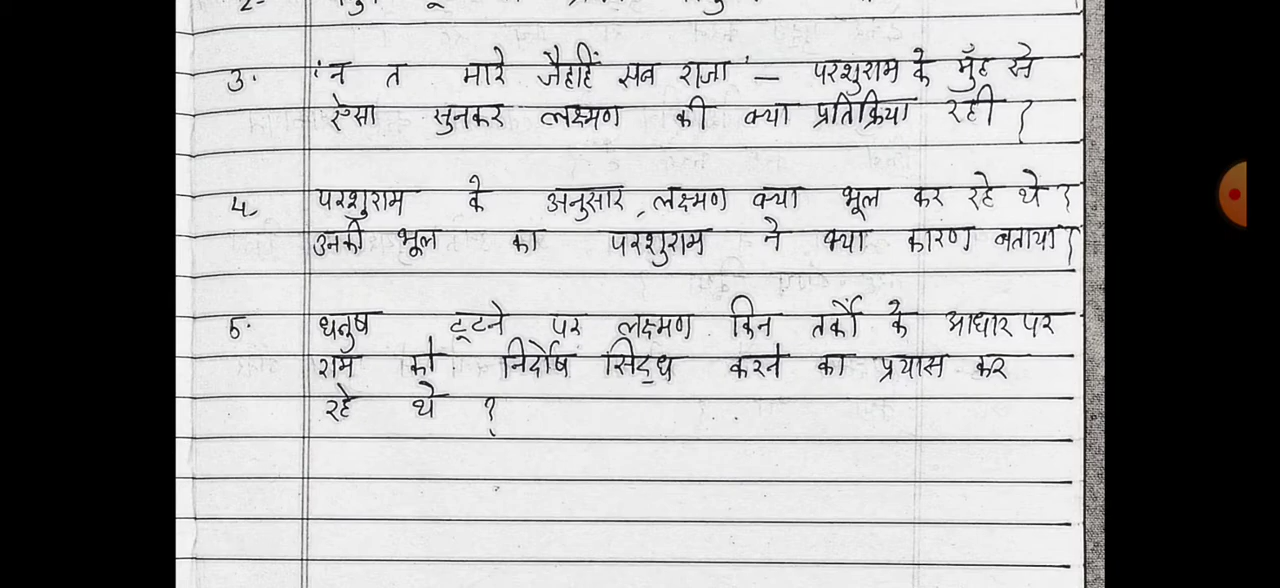 3. 'न त मारे जैहहिं सब राजा' – परशुराम के मुँह से
ऐसा सुनकर लक्ष्मण की क्या प्रतिक्रिया रही ?
4. परशुराम के अनुसार, लक्ष्मण क्या भूल कर रहे थे ?
उनकी भूल का परशुराम ने क्या कारण बताया ?
5. धनुष टूटने पर लक्ष्मण किन तर्कों के आधार पर
राम को निर्दोष सिद्ध करने का प्रयास कर
रहे थे ?